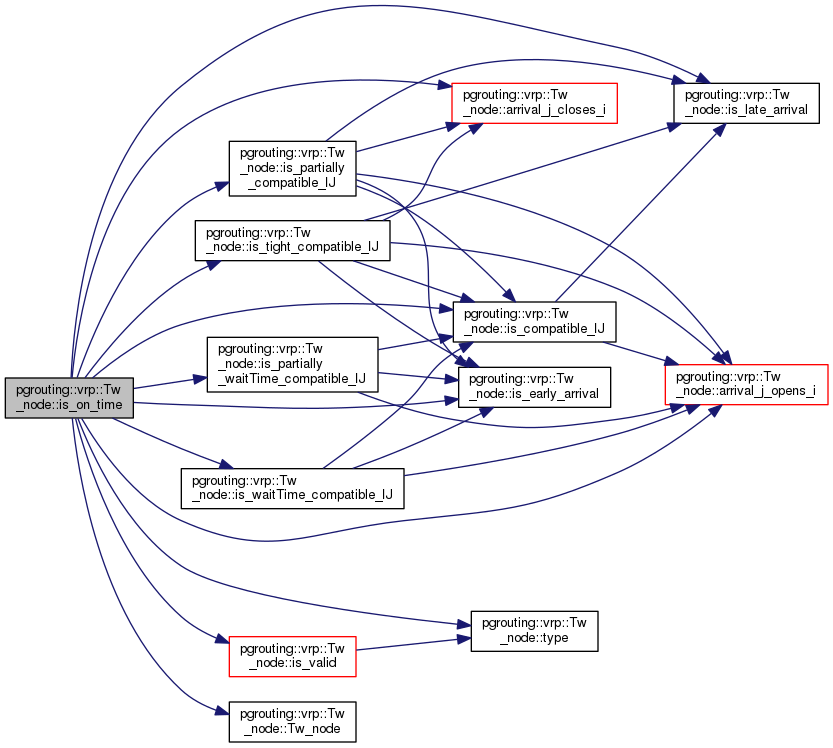 pgrouting::vrp::Tw
_node::is_late_arrival
pgrouting::vrp::Tw
_node::arrival_j_closes_i
pgrouting::vrp::Tw
_node::is_partially
_compatible_IJ
pgrouting::vrp::Tw
_node::is_tight_compatible_IJ
pgrouting::vrp::Tw
_node::is_compatible_IJ
pgrouting::vrp::Tw
_node::is_partially
_waitTime_compatible_IJ
pgrouting::vrp::Tw
_node::is_on_time
pgrouting::vrp::Tw
_node::is_early_arrival
pgrouting::vrp::Tw
_node::arrival_j_opens_i
pgrouting::vrp::Tw
_node::is_waitTime_compatible_IJ
pgrouting::vrp::Tw
_node::type
pgrouting::vrp::Tw
_node::is_valid
pgrouting::vrp::Tw
_node::Tw_node